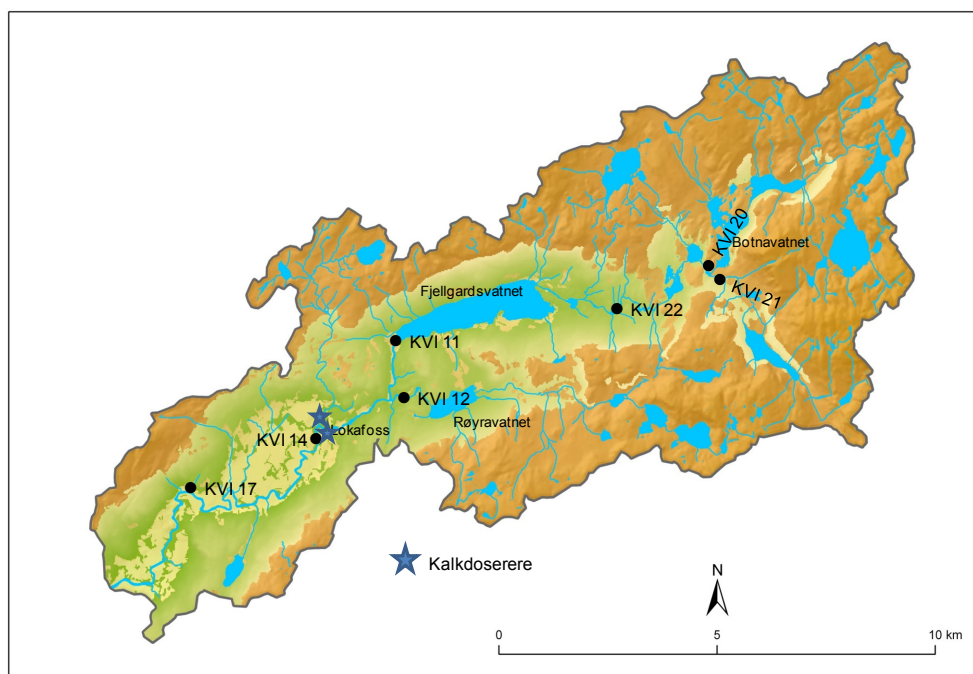 KVI 20
Botnavatnet
KVI 21
Fjellgardsvatnet
KVI 22
KVI 11
KVI 12
Røyravatnet
Lokafoss
KVI 14
KVI 17
Kalkdoserere
N
0
5
10 km